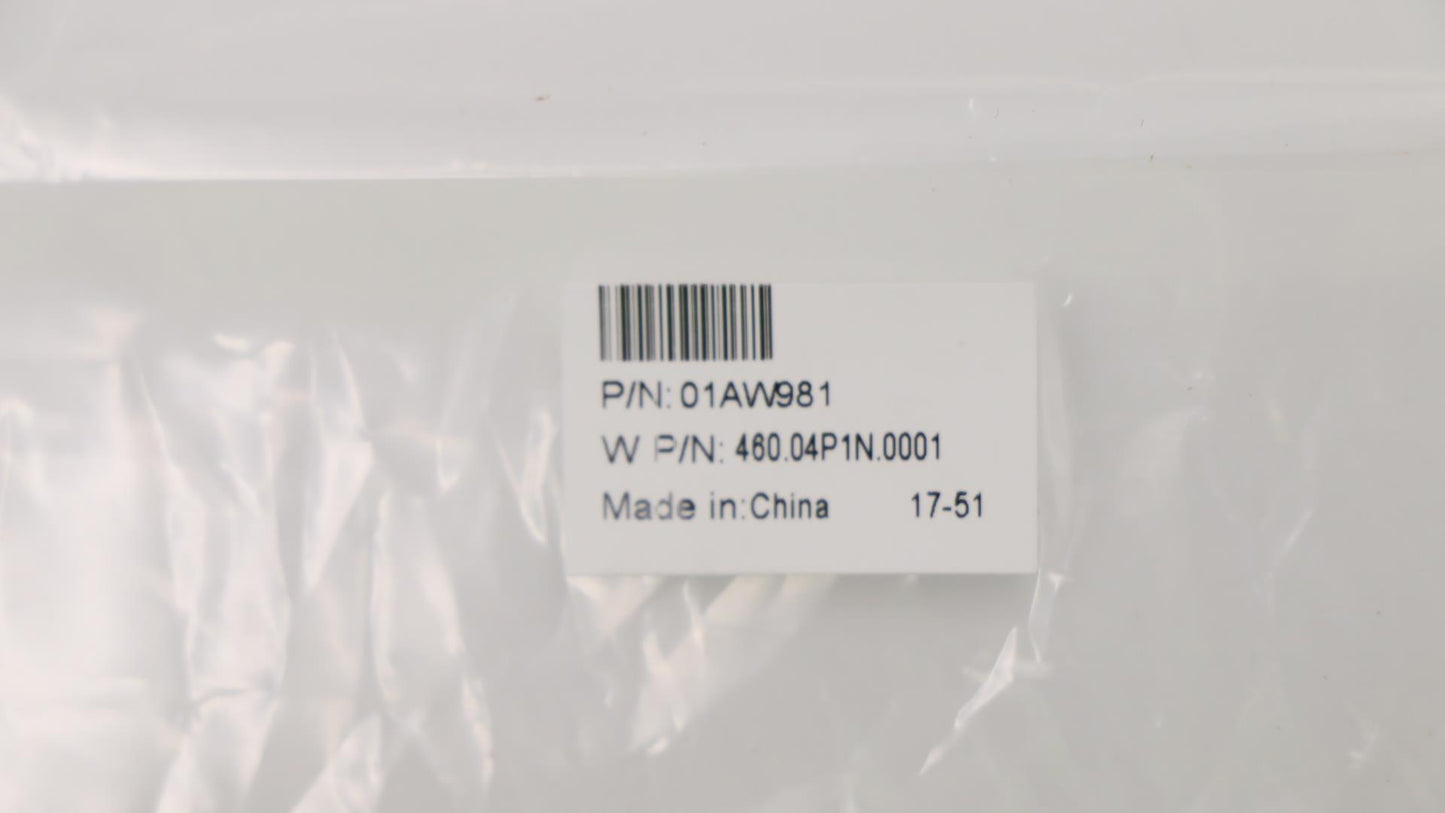 P/N: 01AW981
W P/N: 460.04P1N.0001
Made in:China 17-51